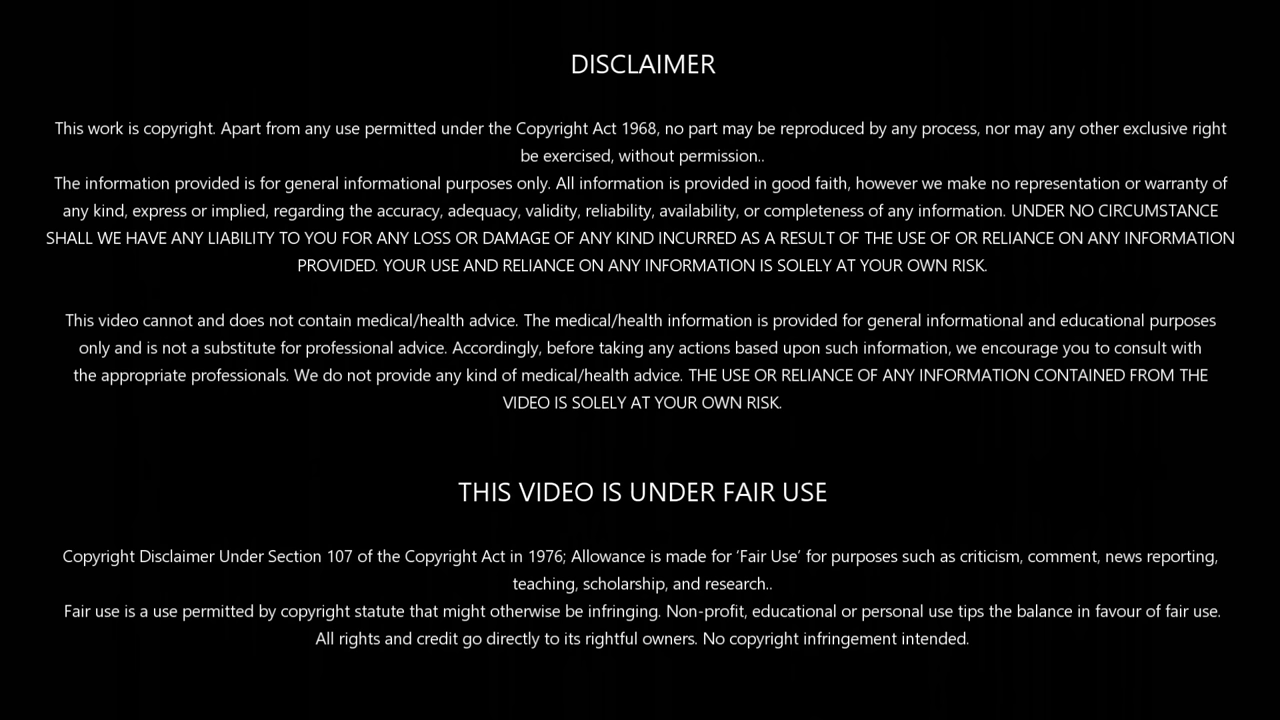 DISCLAIMER
This work is copyright. Apart from any use permitted under the Copyright Act 1968, no part may be reproduced by any process, nor may any other exclusive right
be exercised, without permission..
The information provided is for general informational purposes only. All information is provided in good faith, however we make no representation or warranty of
any kind, express or implied, regarding the accuracy, adequacy, validity, reliability, availability, or completeness of any information. UNDER NO CIRCUMSTANCE
SHALL WE HAVE ANY LIABILITY TO YOU FOR ANY LOSS OR DAMAGE OF ANY KIND INCURRED AS A RESULT OF THE USE OF OR RELIANCE ON ANY INFORMATION
PROVIDED. YOUR USE AND RELIANCE ON ANY INFORMATION IS SOLELY AT YOUR OWN RISK.
This video cannot and does not contain medical/health advice. The medical/health information is provided for general informational and educational purposes
only and is not a substitute for professional advice. Accordingly, before taking any actions based upon such information, we encourage you to consult with
the appropriate professionals. We do not provide any kind of medical/health advice. THE USE OR RELIANCE OF ANY INFORMATION CONTAINED FROM THE
VIDEO IS SOLELY AT YOUR OWN RISK.
THIS VIDEO IS UNDER FAIR USE
Copyright Disclaimer Under Section 107 of the Copyright Act in 1976; Allowance is made for ‘Fair Use’ for purposes such as criticism, comment, news reporting,
teaching, scholarship, and research..
Fair use is a use permitted by copyright statute that might otherwise be infringing. Non-profit, educational or personal use tips the balance in favour of fair use.
All rights and credit go directly to its rightful owners. No copyright infringement intended.